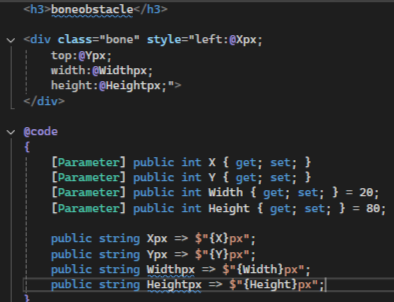 <h3>boneobstacle</h3>
<div class="bone" style="left:@Xpx;
top:@Ypx;
width:@Widthpx;
height:@Heightpx;">
</div>
@code
{
[Parameter] public int X { get; set; }
[Parameter] public int Y { get; set; }
[Parameter] public int Width { get; set; } = 20;
[Parameter] public int Height { get; set; } = 80;
public string Xpx => $"{X}px";
public string Ypx => $"{Y}px";
public string Widthpx => $"{Width}px";
public string Heightpx => $"{Height}px";
}